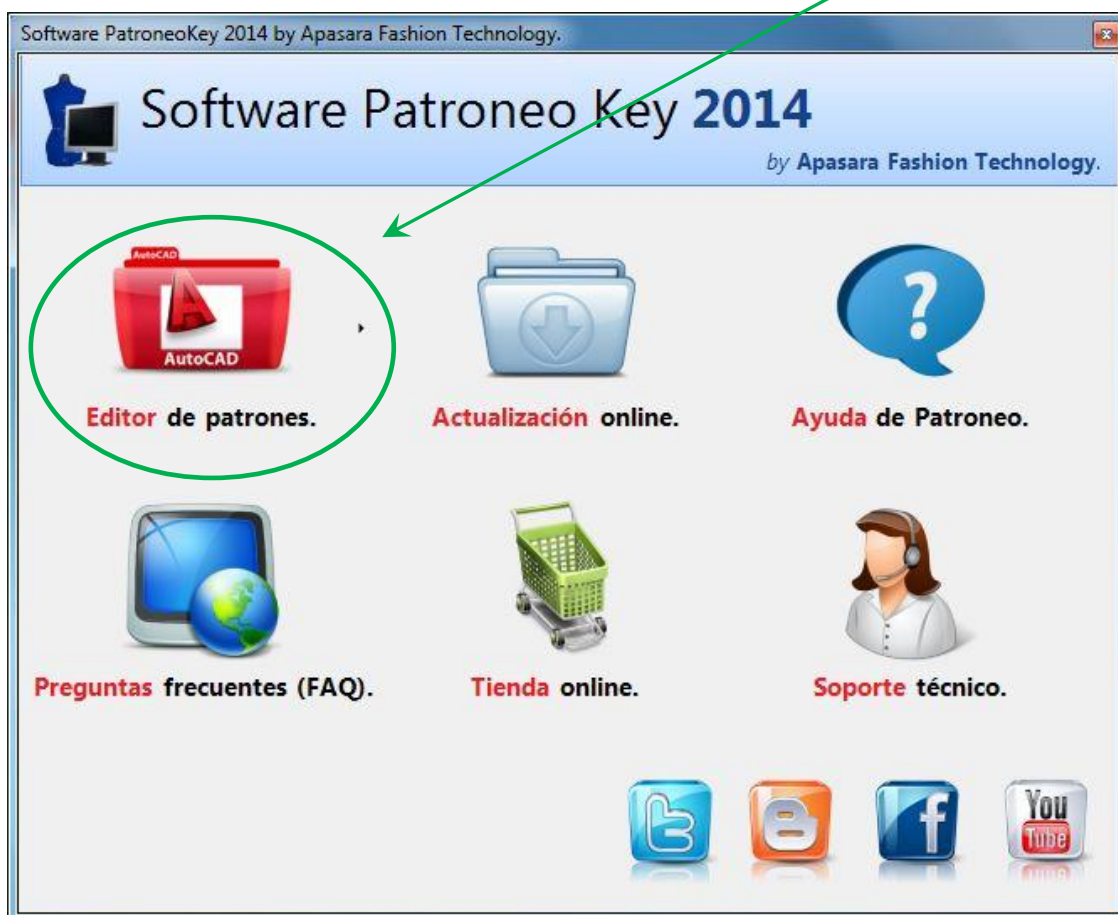 Software PatroneoKey 2014 by Apasara Fashion Technology.
Software Patroneo Key 2014
by Apasara Fashion Technology.
AutoCAD
A
AutoCAD
?
Editor de patrones.
Actualización online.
Ayuda de Patroneo.
Preguntas frecuentes (FAQ).
Tienda online.
Soporte técnico.
You
Tube